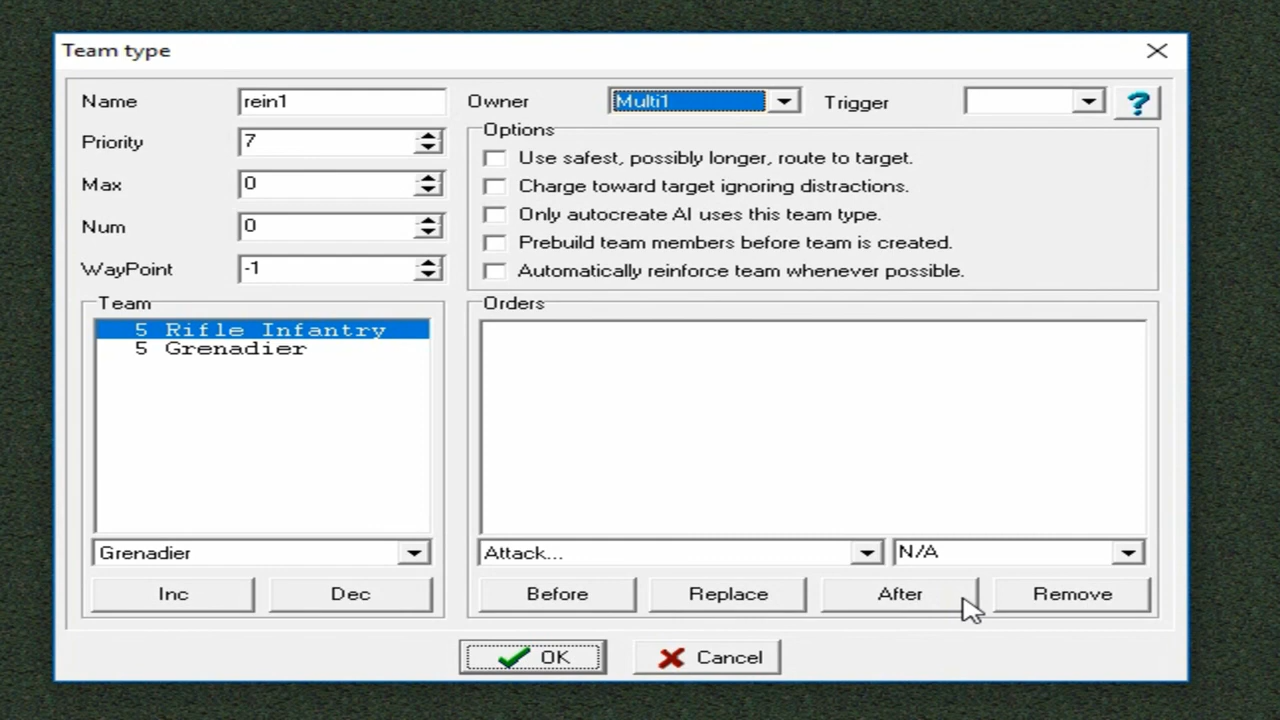 Team type
Name rein1 Owner Multi1 Trigger ?
Options
Priority 7
Use safest, possibly longer, route to target.
Max 0
Charge toward target ignoring distractions.
Num 0
Only autocreate AI uses this team type.
Prebuild team members before team is created.
WayPoint -1
Automatically reinforce team whenever possible.
Team
5 Rifle Infantry
5 Grenadier
Grenadier
Inc Dec
Orders
Attack... N/A
Before Replace After Remove
OK Cancel